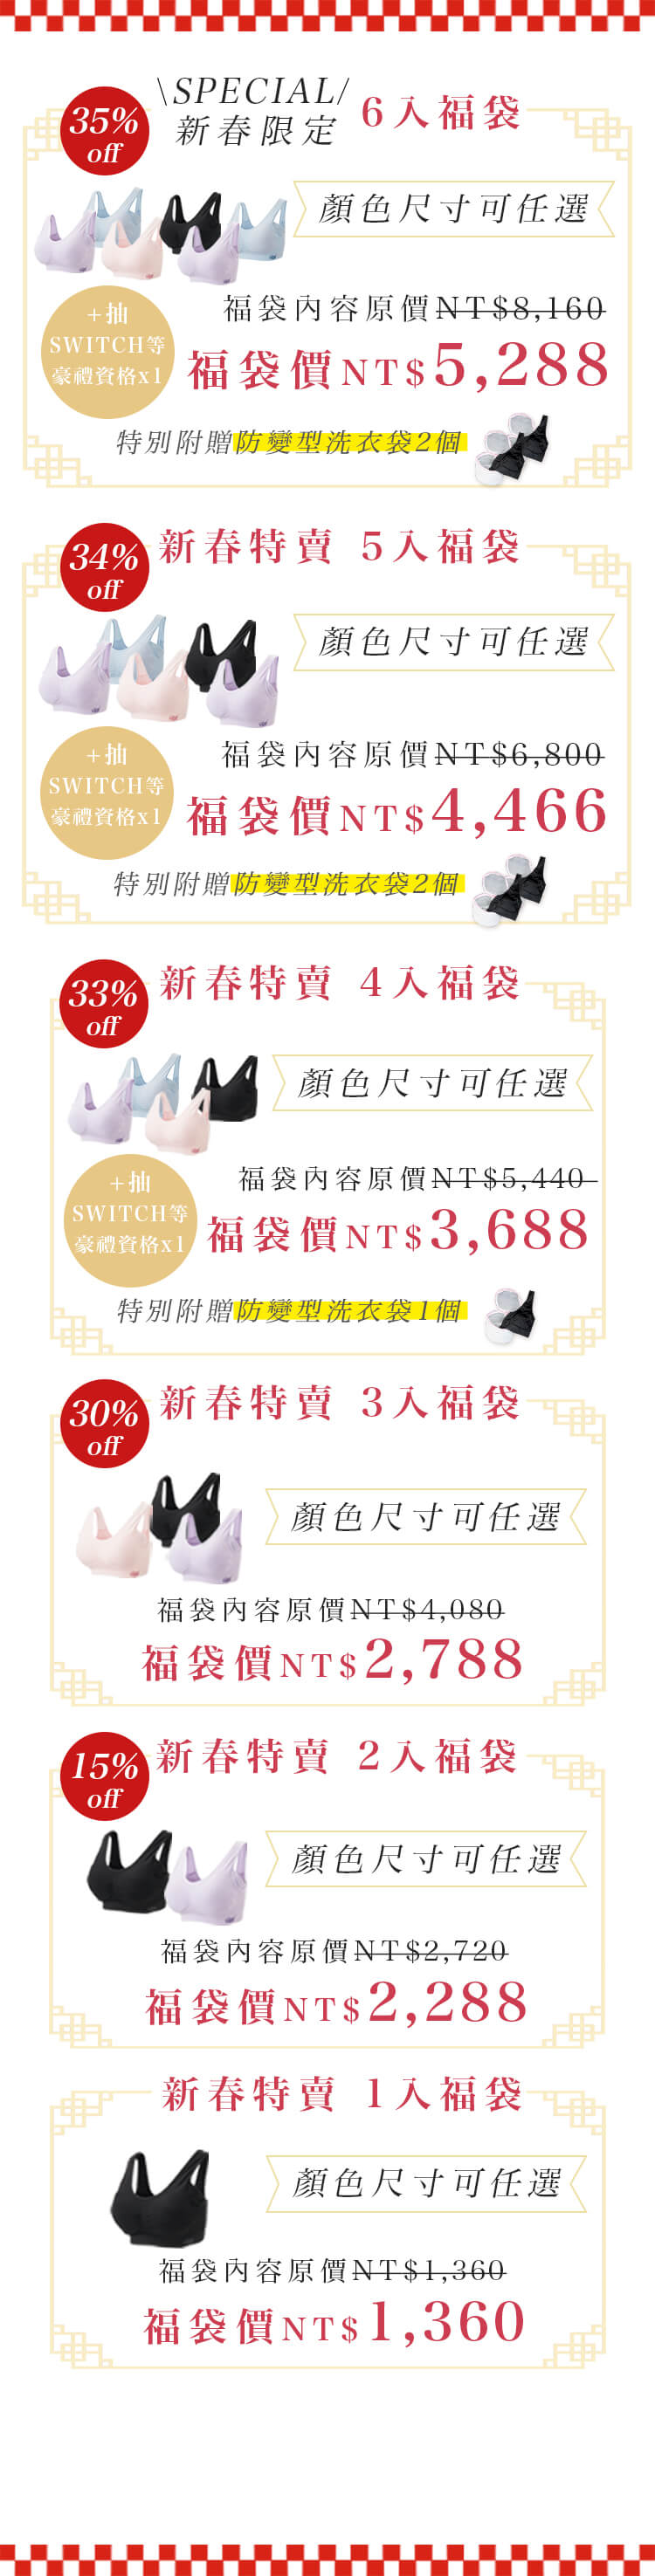 35%
off
\SPECIAL/
新春限定
6入福袋
顏色尺寸可任選
+抽
SWITCH等
豪禮資格x1
福袋內容原價NT$8,160
福袋價NT$5,288
特別附贈防變型洗衣袋2個
34%
off
新春特賣 5入福袋
顏色尺寸可任選
+抽
SWITCH等
豪禮資格x1
福袋內容原價NT$6,800
福袋價NT$4,466
特別附贈防變型洗衣袋2個
33%
off
新春特賣 4入福袋
顏色尺寸可任選
+抽
SWITCH等
豪禮資格x1
福袋內容原價NT$5,440
福袋價NT$3,688
特別附贈防變型洗衣袋1個
30%
off
新春特賣 3入福袋
顏色尺寸可任選
福袋內容原價NT$4,080
福袋價NT$2,788
15%
off
新春特賣 2入福袋
顏色尺寸可任選
福袋內容原價NT$2,720
福袋價NT$2,288
新春特賣 1入福袋
顏色尺寸可任選
福袋內容原價NT$1,360
福袋價NT$1,360